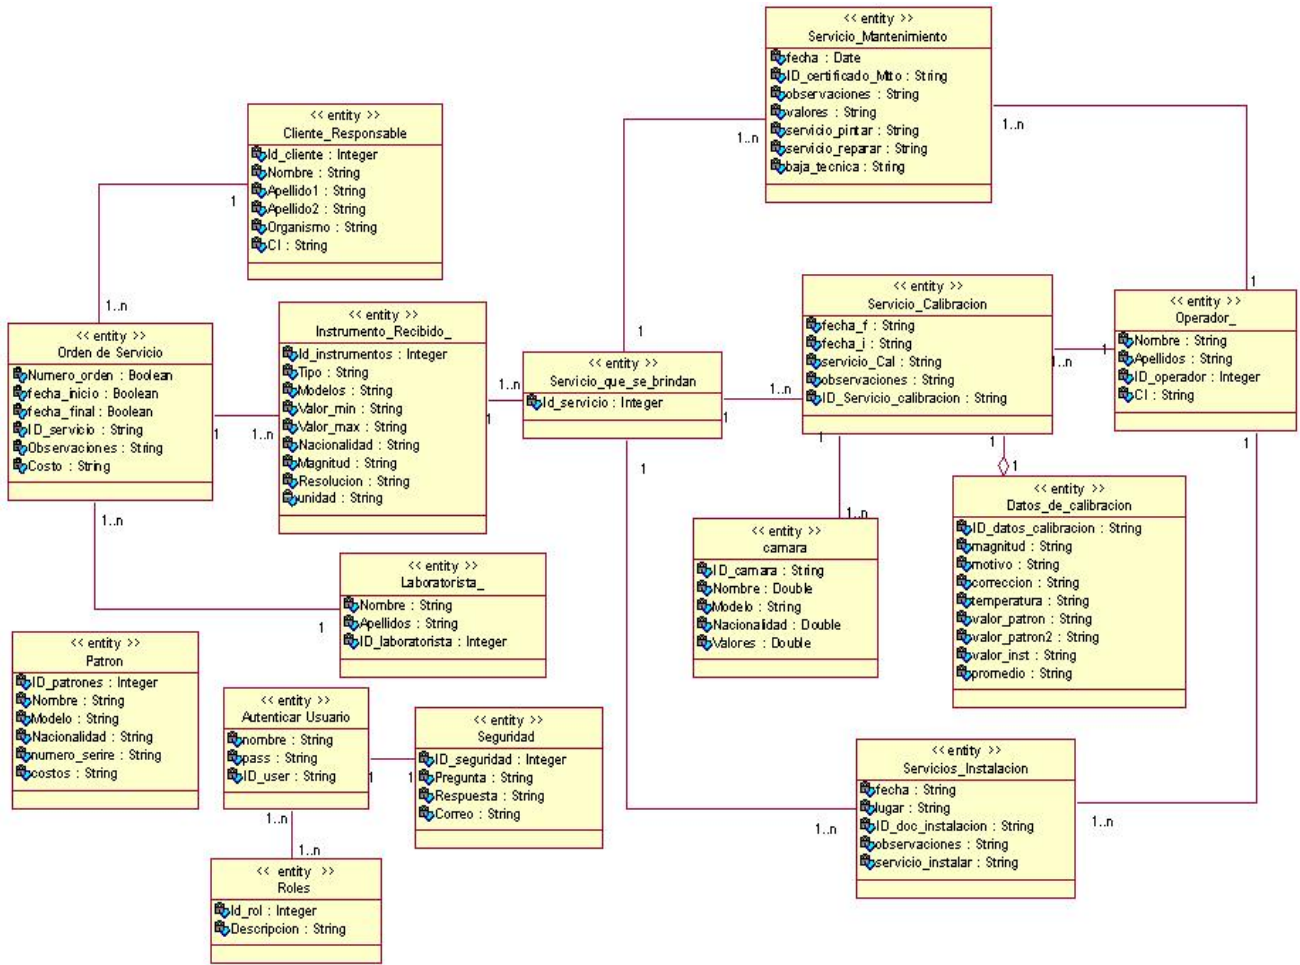 << entity >>
Servicio_Mantenimiento
fecha : Date
ID_certificado_Mtto : String
observaciones : String
valores : String
servicio_pintar : String
servicio_reparar : String
baja_tecnica : String
1..n
1..n
<< entity >>
Cliente_Responsable
Id_cliente : Integer
Nombre : String
Apellido1 : String
Apellido2 : String
Organismo : String
CI : String
1
1..n
<< entity >>
Orden de Servicio
Numero_orden : Boolean
fecha_inicio : Boolean
fecha_final : Boolean
ID_servicio : String
Observaciones : String
Costo : String
1
1..n
1..n
<< entity >>
Instrumento_Recibido_
Id_instrumentos : Integer
Tipo : String
Modelos : String
Valor_min : String
Valor_max : String
Nacionalidad : String
Magnitud : String
Resolucion : String
unidad : String
1
1..n
1
<< entity >>
Servicio_que_se_brindan
Id_servicio : Integer
1
1..n
1
<< entity >>
Servicio_Calibracion
fecha_f : String
fecha_i : String
servicio_Cal : String
observaciones : String
ID_Servicio_calibracion : String
1..n
1
1
1
1
<< entity >>
Operador_
Nombre : String
Apellidos : String
ID_operador : Integer
CI : String
1
1
<< entity >>
Datos_de_calibracion
ID_datos_calibracion : String
magnitud : String
motivo : String
correccion : String
temperatura : String
valor_patron : String
valor_patron2 : String
valor_inst : String
promedio : String
1..n
<< entity >>
camara
ID_camara : String
Nombre : Double
Modelo : String
Nacionalidad : Double
Valores : Double
<< entity >>
Laboratorista_
Nombre : String
Apellidos : String
ID_laboratorista : Integer
1
<< entity >>
Patron
ID_patrones : Integer
Nombre : String
Modelo : String
Nacionalidad : String
numero_serire : String
costos : String
<< entity >>
Autenticar Usuario
nombre : String
pass : String
ID_user : String
1
1
1..n
1..n
<< entity >>
Seguridad
ID_seguridad : Integer
Pregunta : String
Respuesta : String
Correo : String
<< entity >>
Servicios_Instalacion
fecha : String
lugar : String
ID_doc_instalacion : String
observaciones : String
servicio_instalar : String
1..n
1..n
<< entity >>
Roles
Id_rol : Integer
Descripcion : String